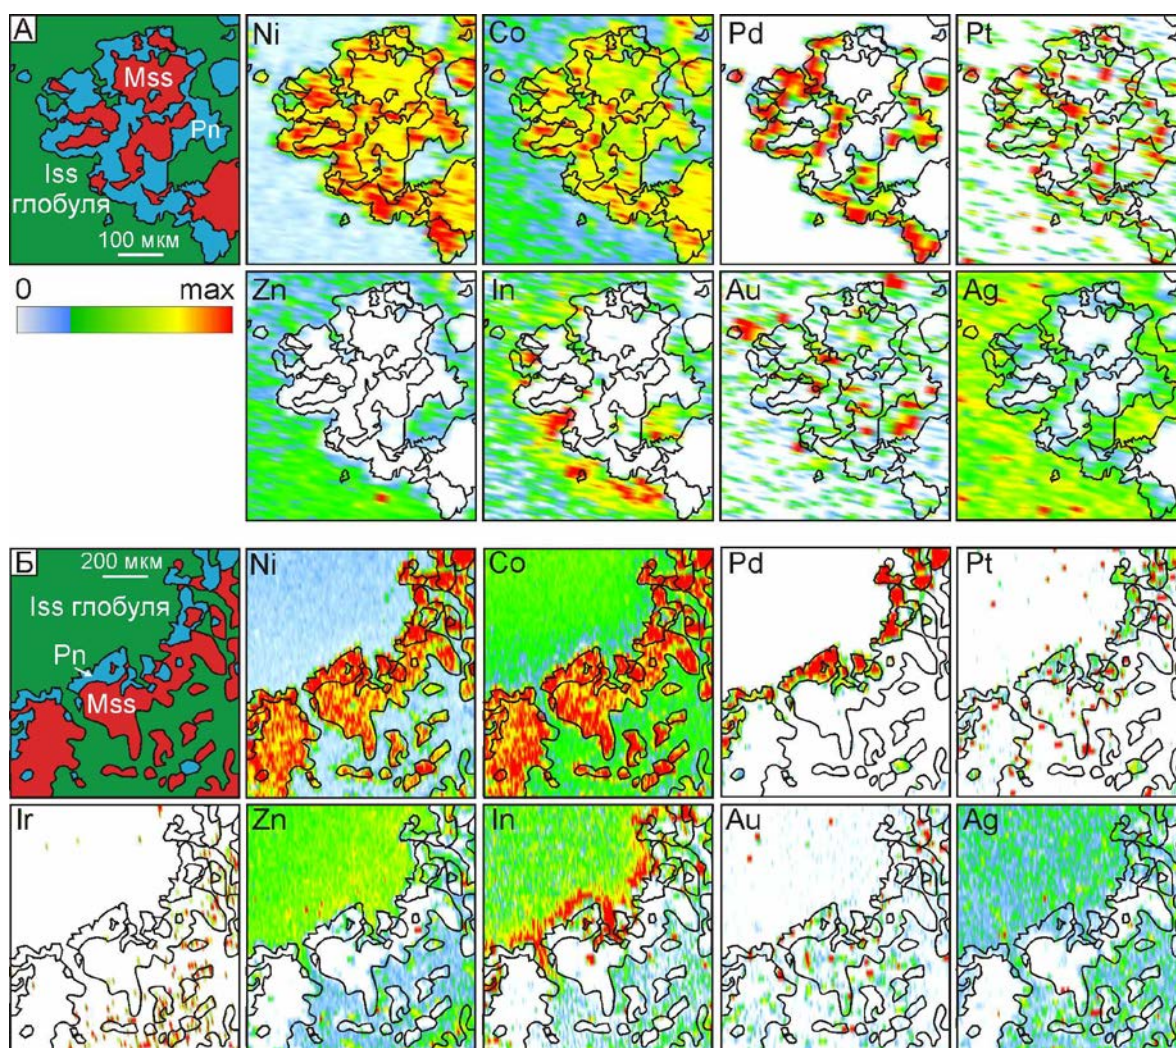 А
Ni
Co
Pd
Pt
Mss
Pn
Iss
глобуля
100 мкм
0 max
Zn
In
Au
Ag
Б
200 мкм
Ni
Co
Pd
Pt
Iss глобуля
Pn
Mss
Ir
Zn
In
Au
Ag